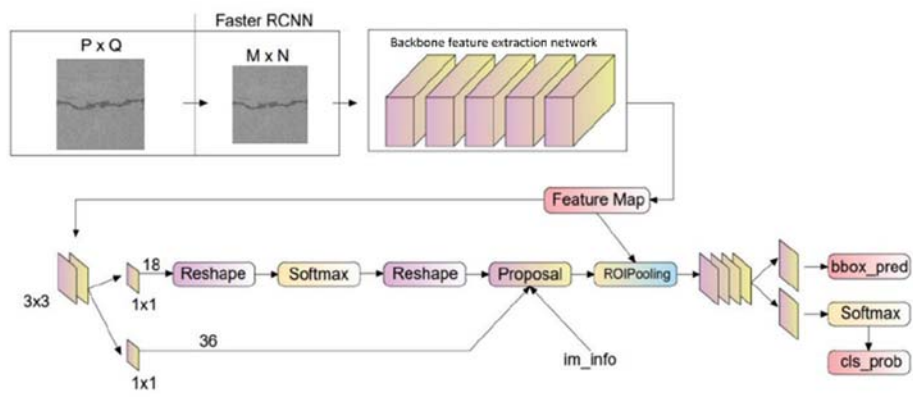 Faster RCNN
P x Q
M x N
Backbone feature extraction network
Feature Map
3x3
18
1x1
Reshape
Softmax
Reshape
Proposal
ROIPooling
bbox_pred
Softmax
cls_prob
36
1x1
im_info